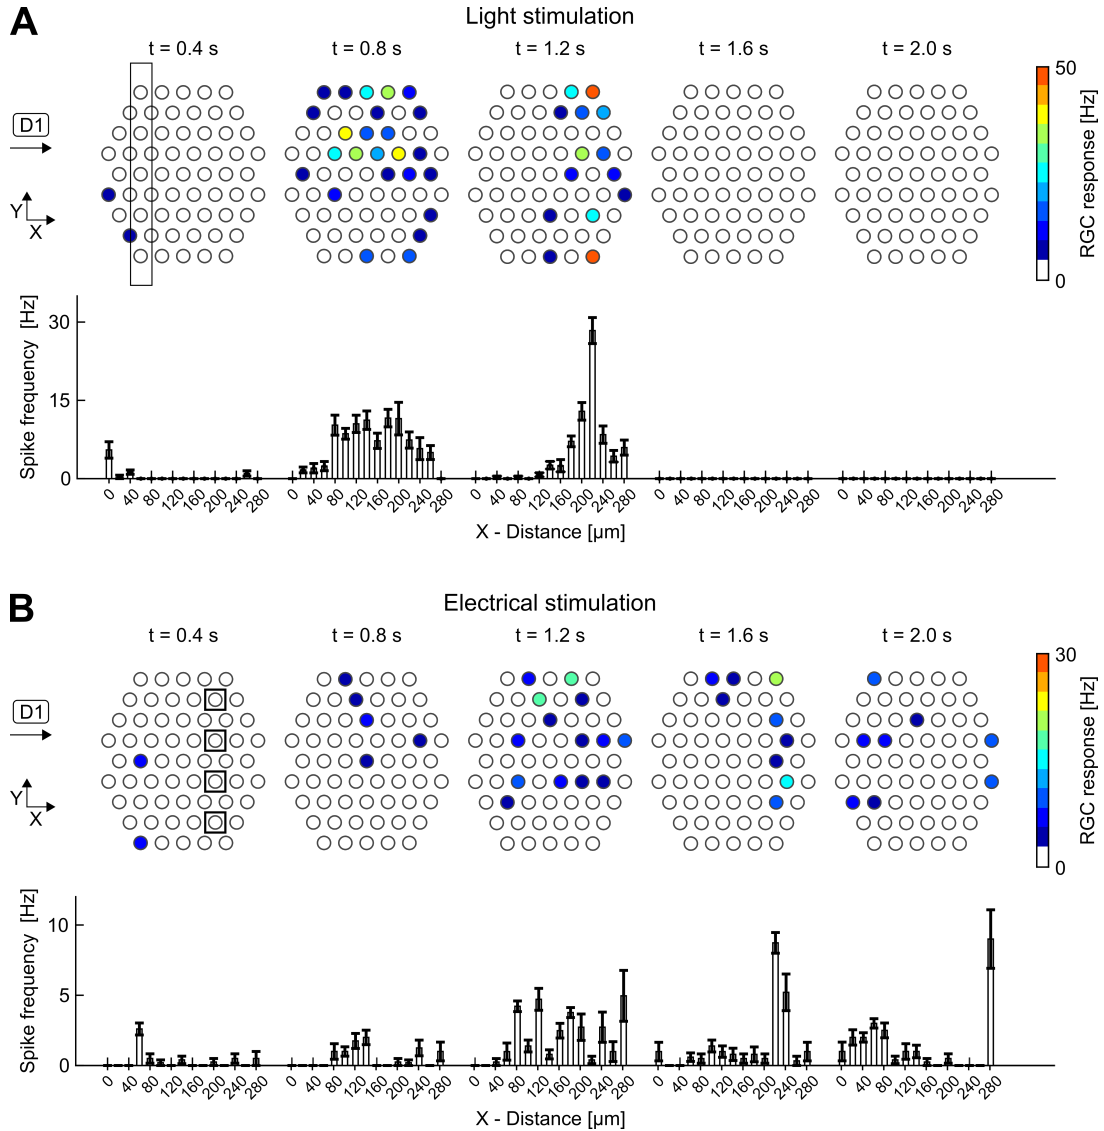 A
Light stimulation
t = 0.4 s t = 0.8 s t = 1.2 s t = 1.6 s t = 2.0 s
D1
Y
X
50
0
RGC response [Hz]
Spike frequency [Hz]
30
15
0
0 40 80 120 160 200 240 280 0 40 80 120 160 200 240 280 0 40 80 120 160 200 240 280 0 40 80 120 160 200 240 280 0 40 80 120 160 200 240 280
X - Distance [µm]
B
Electrical stimulation
t = 0.4 s t = 0.8 s t = 1.2 s t = 1.6 s t = 2.0 s
D1
Y
X
30
0
RGC response [Hz]
Spike frequency [Hz]
10
5
0
0 40 80 120 160 200 240 280 0 40 80 120 160 200 240 280 0 40 80 120 160 200 240 280 0 40 80 120 160 200 240 280 0 40 80 120 160 200 240 280
X - Distance [µm]